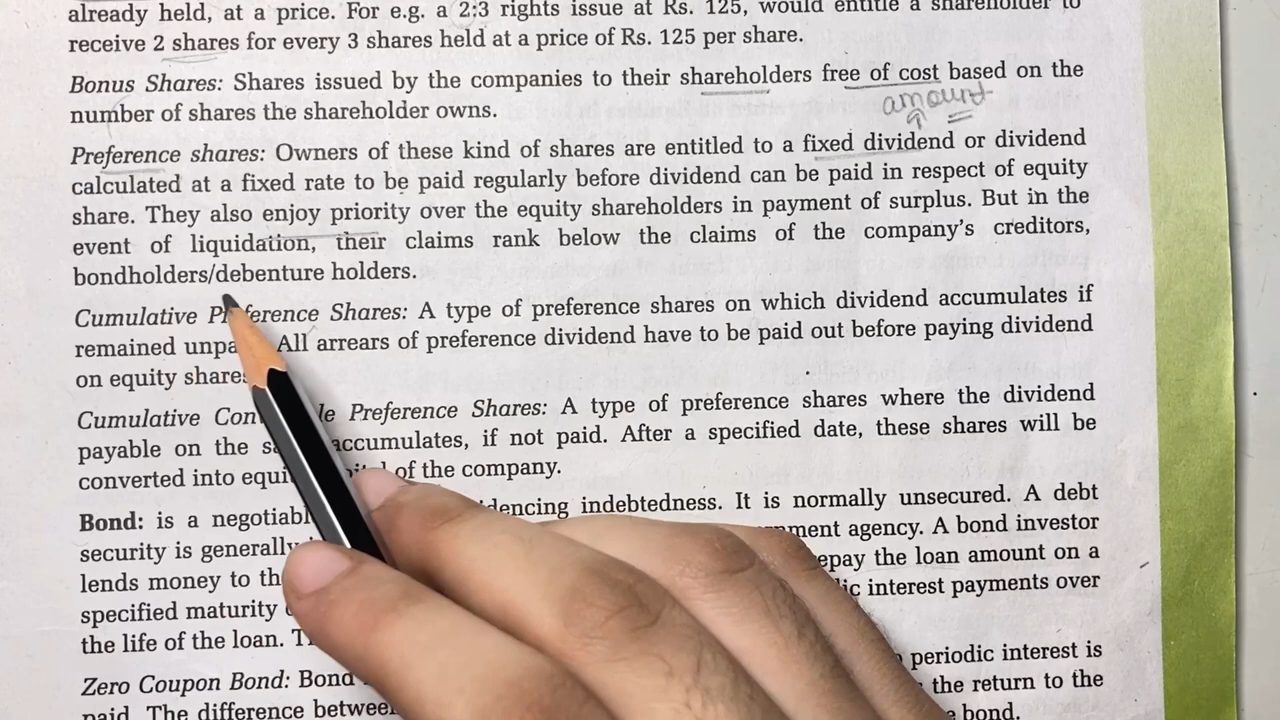 already held, at a price. For e.g. a 2:3 rights issue at Rs. 125, would entitle a shareholder to
receive 2 shares for every 3 shares held at a price of Rs. 125 per share.
Bonus Shares: Shares issued by the companies to their shareholders free of cost based on the
amount
number of shares the shareholder owns.
Preference shares: Owners of these kind of shares are entitled to a fixed dividend or dividend
calculated at a fixed rate to be paid regularly before dividend can be paid in respect of equity
share. They also enjoy priority over the equity shareholders in payment of surplus. But in the
event of liquidation, their claims rank below the claims of the company's creditors,
bondholders/debenture holders.
Cumulative Preference Shares: A type of preference shares on which dividend accumulates if
remained All arrears of preference dividend have to be paid out before paying dividend
on equity shares
Cumulative Preference Shares: A type of preference shares where the dividend
payable on the accumulates, if not paid. After a specified date, these shares will be
converted into of the company.
Bond: is a indebtedness. It is normally unsecured. A debt
security is generally agency. A bond investor
lends money to repay the loan amount on a
specified maturity interest payments over
the life of the loan.
Zero Coupon Bond: Bond periodic interest is
paid. The difference the return to the
bond.